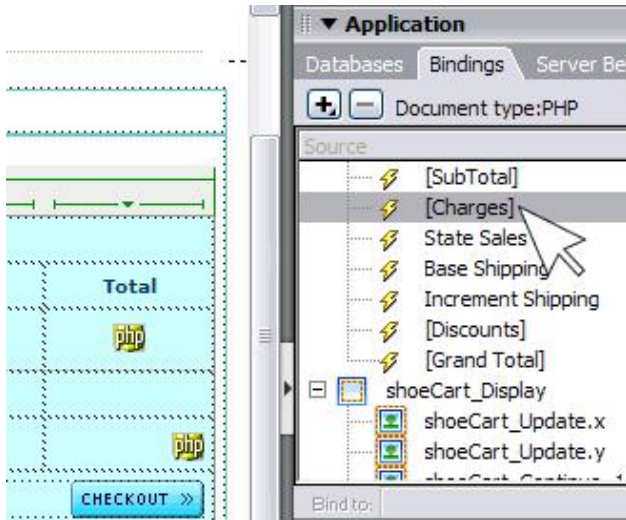 Application
Databases Bindings Server Be
Document type:PHP
Source
[SubTotal]
[Charges]
State Sales
Base Shipping
Increment Shipping
[Discounts]
[Grand Total]
shoeCart_Display
shoeCart_Update.x
shoeCart_Update.y
Bind to:
Total
php
php
CHECKOUT »